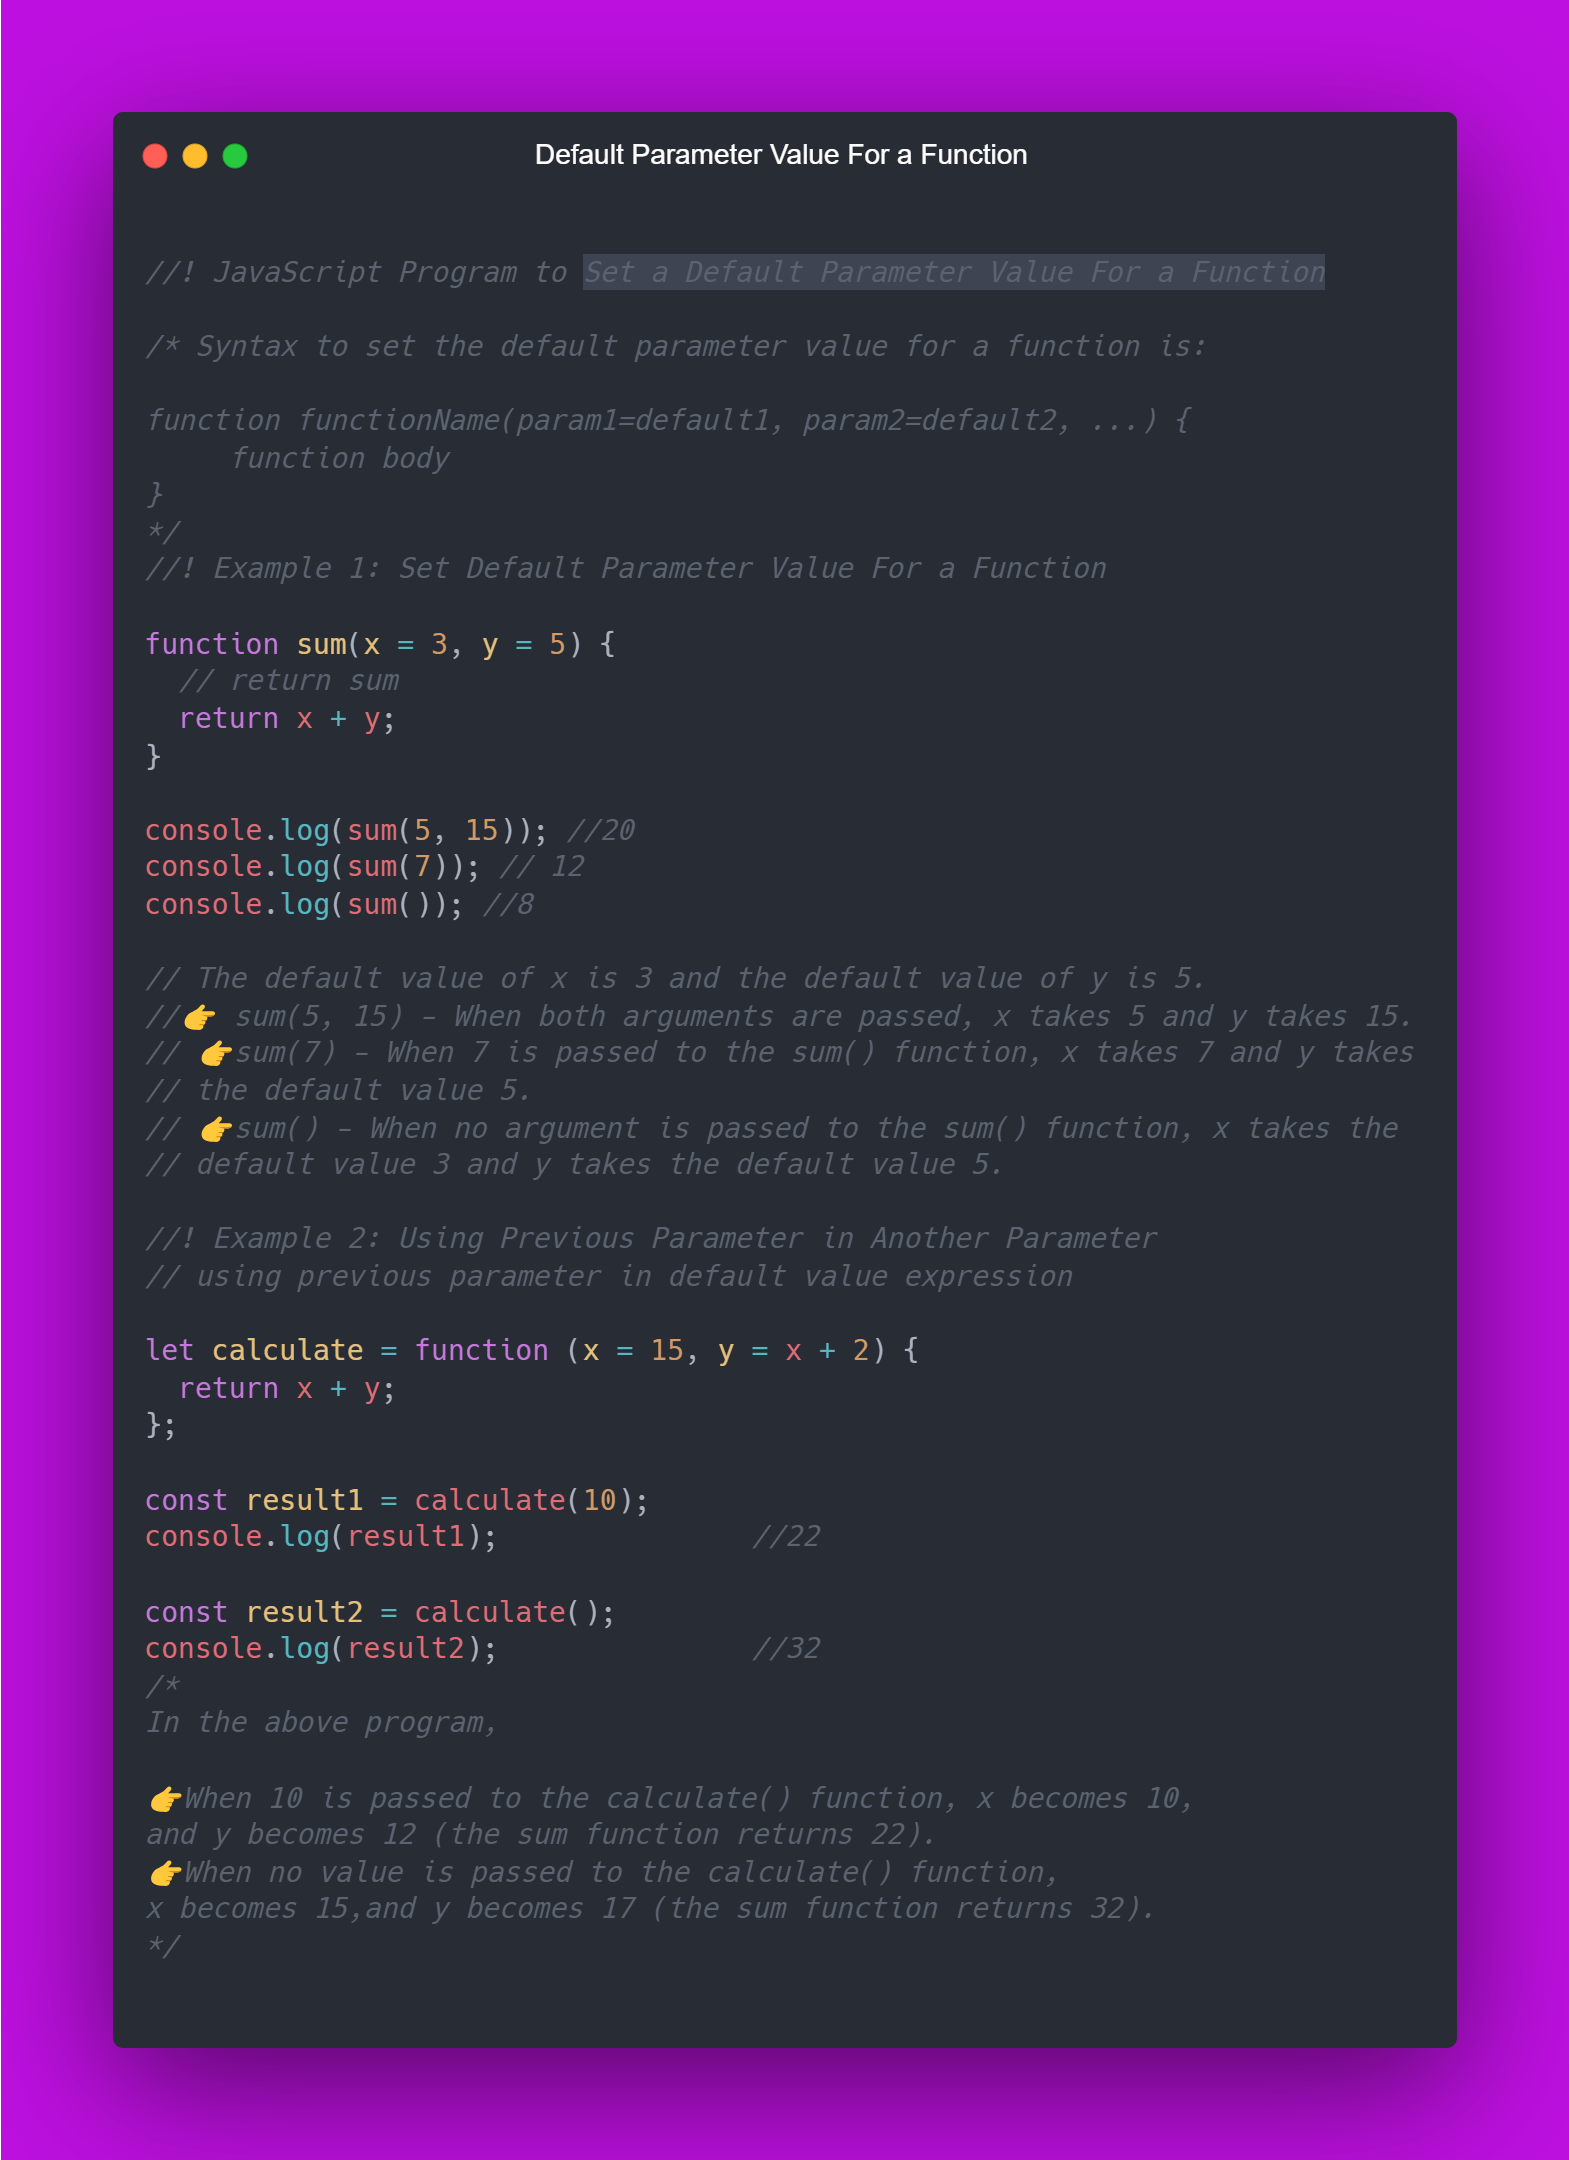 Default Parameter Value For a Function
//! JavaScript Program to Set a Default Parameter Value For a Function
/* Syntax to set the default parameter value for a function is:
function functionName(param1=default1, param2=default2, ...) {
     function body
}
*/
//! Example 1: Set Default Parameter Value For a Function
function sum(x = 3, y = 5) {
  // return sum
  return x + y;
}
console.log(sum(5, 15)); //20
console.log(sum(7)); // 12
console.log(sum()); //8
// The default value of x is 3 and the default value of y is 5.
//👉 sum(5, 15) – When both arguments are passed, x takes 5 and y takes 15.
// 👉sum(7) – When 7 is passed to the sum() function, x takes 7 and y takes
// the default value 5.
// 👉sum() – When no argument is passed to the sum() function, x takes the
// default value 3 and y takes the default value 5.
//! Example 2: Using Previous Parameter in Another Parameter
// using previous parameter in default value expression
let calculate = function (x = 15, y = x + 2) {
  return x + y;
};
const result1 = calculate(10);
console.log(result1);               //22
const result2 = calculate();
console.log(result2);               //32
/*
In the above program,
👉When 10 is passed to the calculate() function, x becomes 10,
and y becomes 12 (the sum function returns 22).
👉When no value is passed to the calculate() function,
x becomes 15,and y becomes 17 (the sum function returns 32).
*/